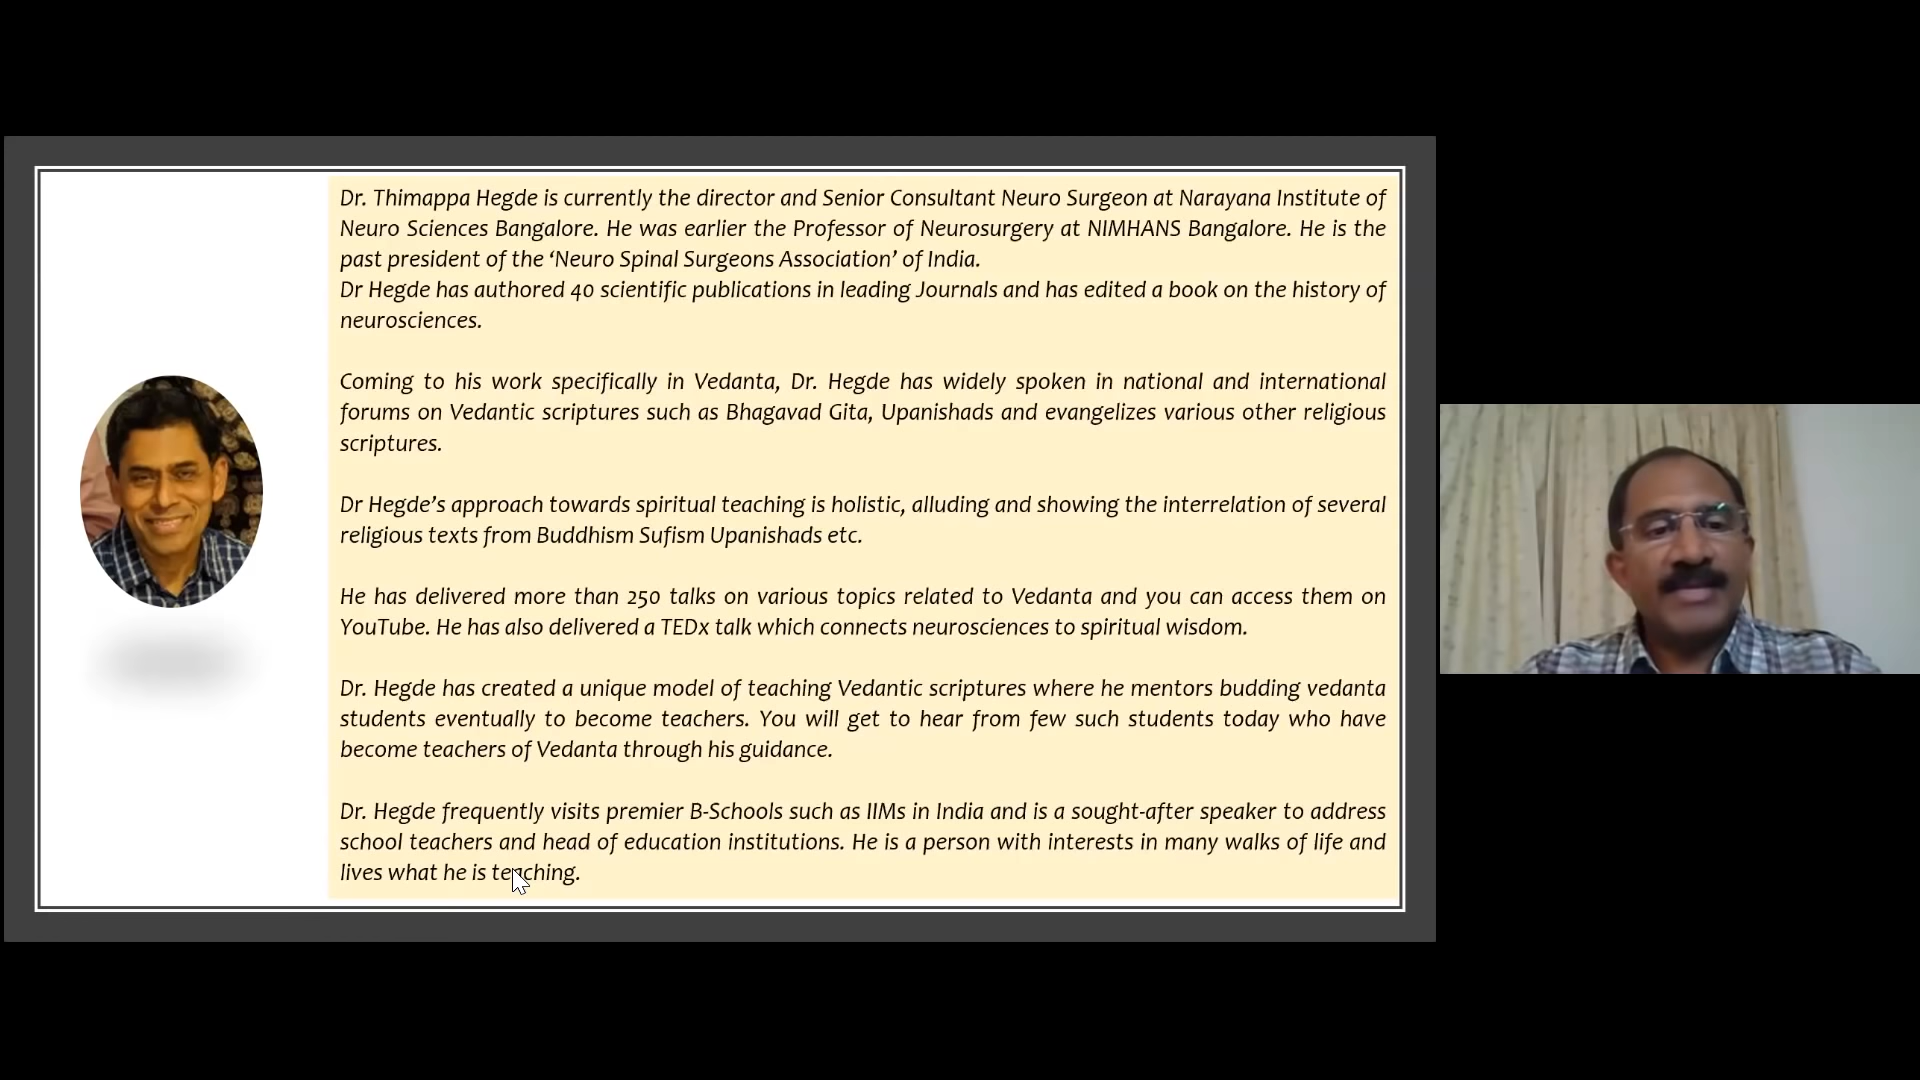 Dr. Thimappa Hegde is currently the director and Senior Consultant Neuro Surgeon at Narayana Institute of
Neuro Sciences Bangalore. He was earlier the Professor of Neurosurgery at NIMHANS Bangalore. He is the
past president of the ‘Neuro Spinal Surgeons Association’ of India.
Dr Hegde has authored 40 scientific publications in leading Journals and has edited a book on the history of
neurosciences.
Coming to his work specifically in Vedanta, Dr. Hegde has widely spoken in national and international
forums on Vedantic scriptures such as Bhagavad Gita, Upanishads and evangelizes various other religious
scriptures.
Dr Hegde’s approach towards spiritual teaching is holistic, alluding and showing the interrelation of several
religious texts from Buddhism Sufism Upanishads etc.
He has delivered more than 250 talks on various topics related to Vedanta and you can access them on
YouTube. He has also delivered a TEDx talk which connects neurosciences to spiritual wisdom.
Dr. Hegde has created a unique model of teaching Vedantic scriptures where he mentors budding vedanta
students eventually to become teachers. You will get to hear from few such students today who have
become teachers of Vedanta through his guidance.
Dr. Hegde frequently visits premier B-Schools such as IIMs in India and is a sought-after speaker to address
school teachers and head of education institutions. He is a person with interests in many walks of life and
lives what he is teaching.